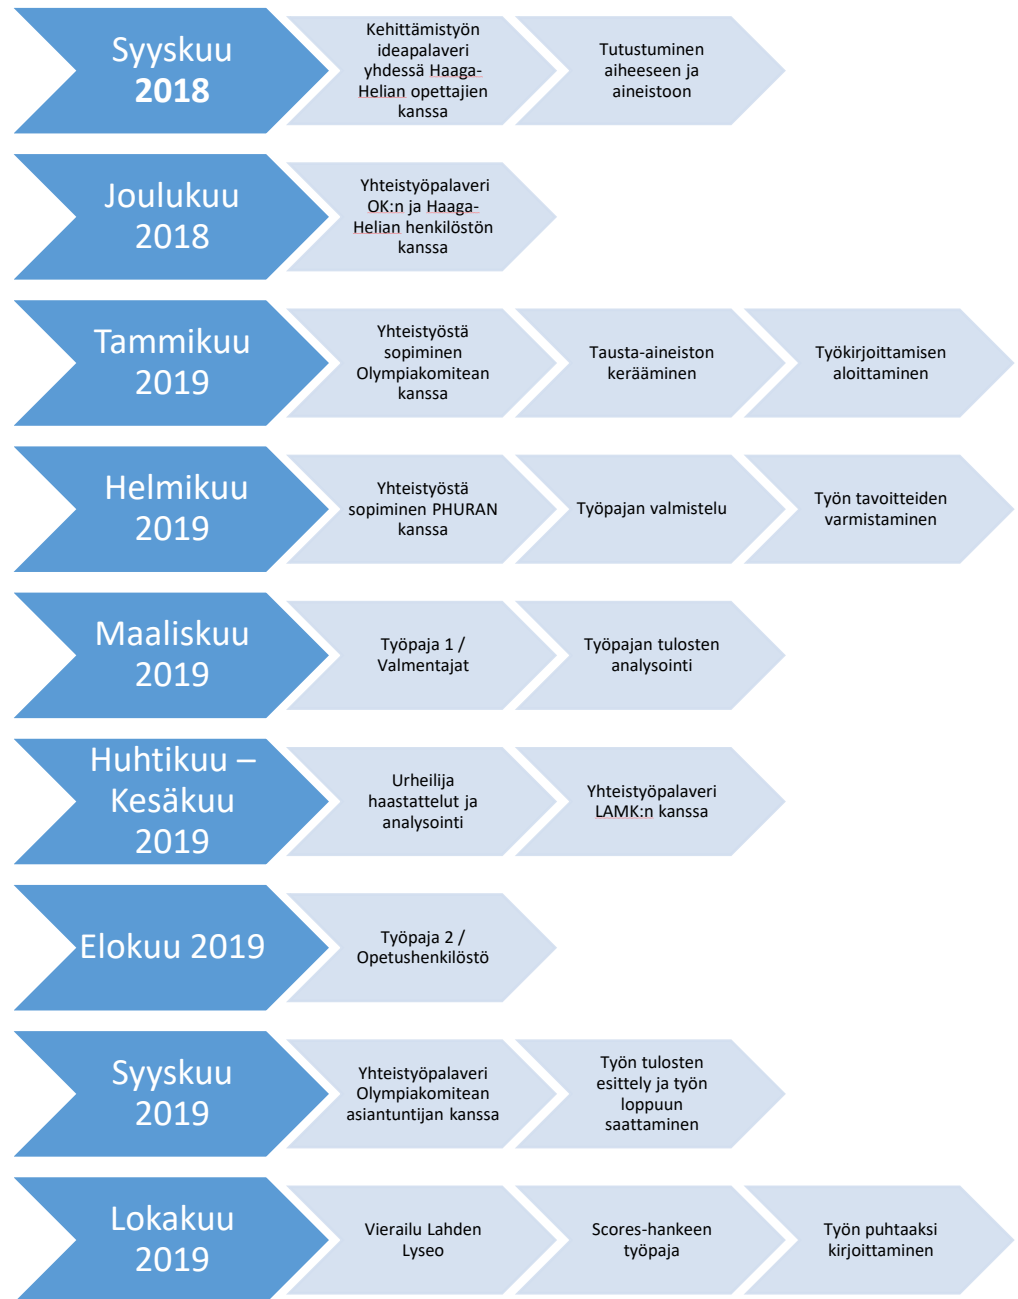 Syyskuu
2018
Kehittämistyön
ideapalaveri
yhdessä Haaga-
Helian opettajien
kanssa
Tutustuminen
aiheeseen ja
aineistoon
Joulukuu
2018
Yhteistyöpalaveri
OK:n ja Haaga-
Helian henkilöstön
kanssa
Tammikuu
2019
Yhteistyöstä
sopiminen
Olympiakomitean
kanssa
Tausta-aineiston
kerääminen
Työkirjoittamisen
aloittaminen
Helmikuu
2019
Yhteistyöstä
sopiminen PHURAN
kanssa
Työpajan valmistelu
Työn tavoitteiden
varmistaminen
Maaliskuu
2019
Työpaja 1 /
Valmentajat
Työpajan tulosten
analysointi
Huhtikuu –
Kesäkuu
2019
Urheilija
haastattelut ja
analysointi
Yhteistyöpalaveri
LAMK:n kanssa
Elokuu 2019
Työpaja 2 /
Opetushenkilöstö
Syyskuu
2019
Yhteistyöpalaveri
Olympiakomitean
asiantuntijan kanssa
Työn tulosten
esittely ja työn
loppuun
saattaminen
Lokakuu
2019
Vierailu Lahden
Lyseo
Scores-hankeen
työpaja
Työn puhtaaksi
kirjoittaminen